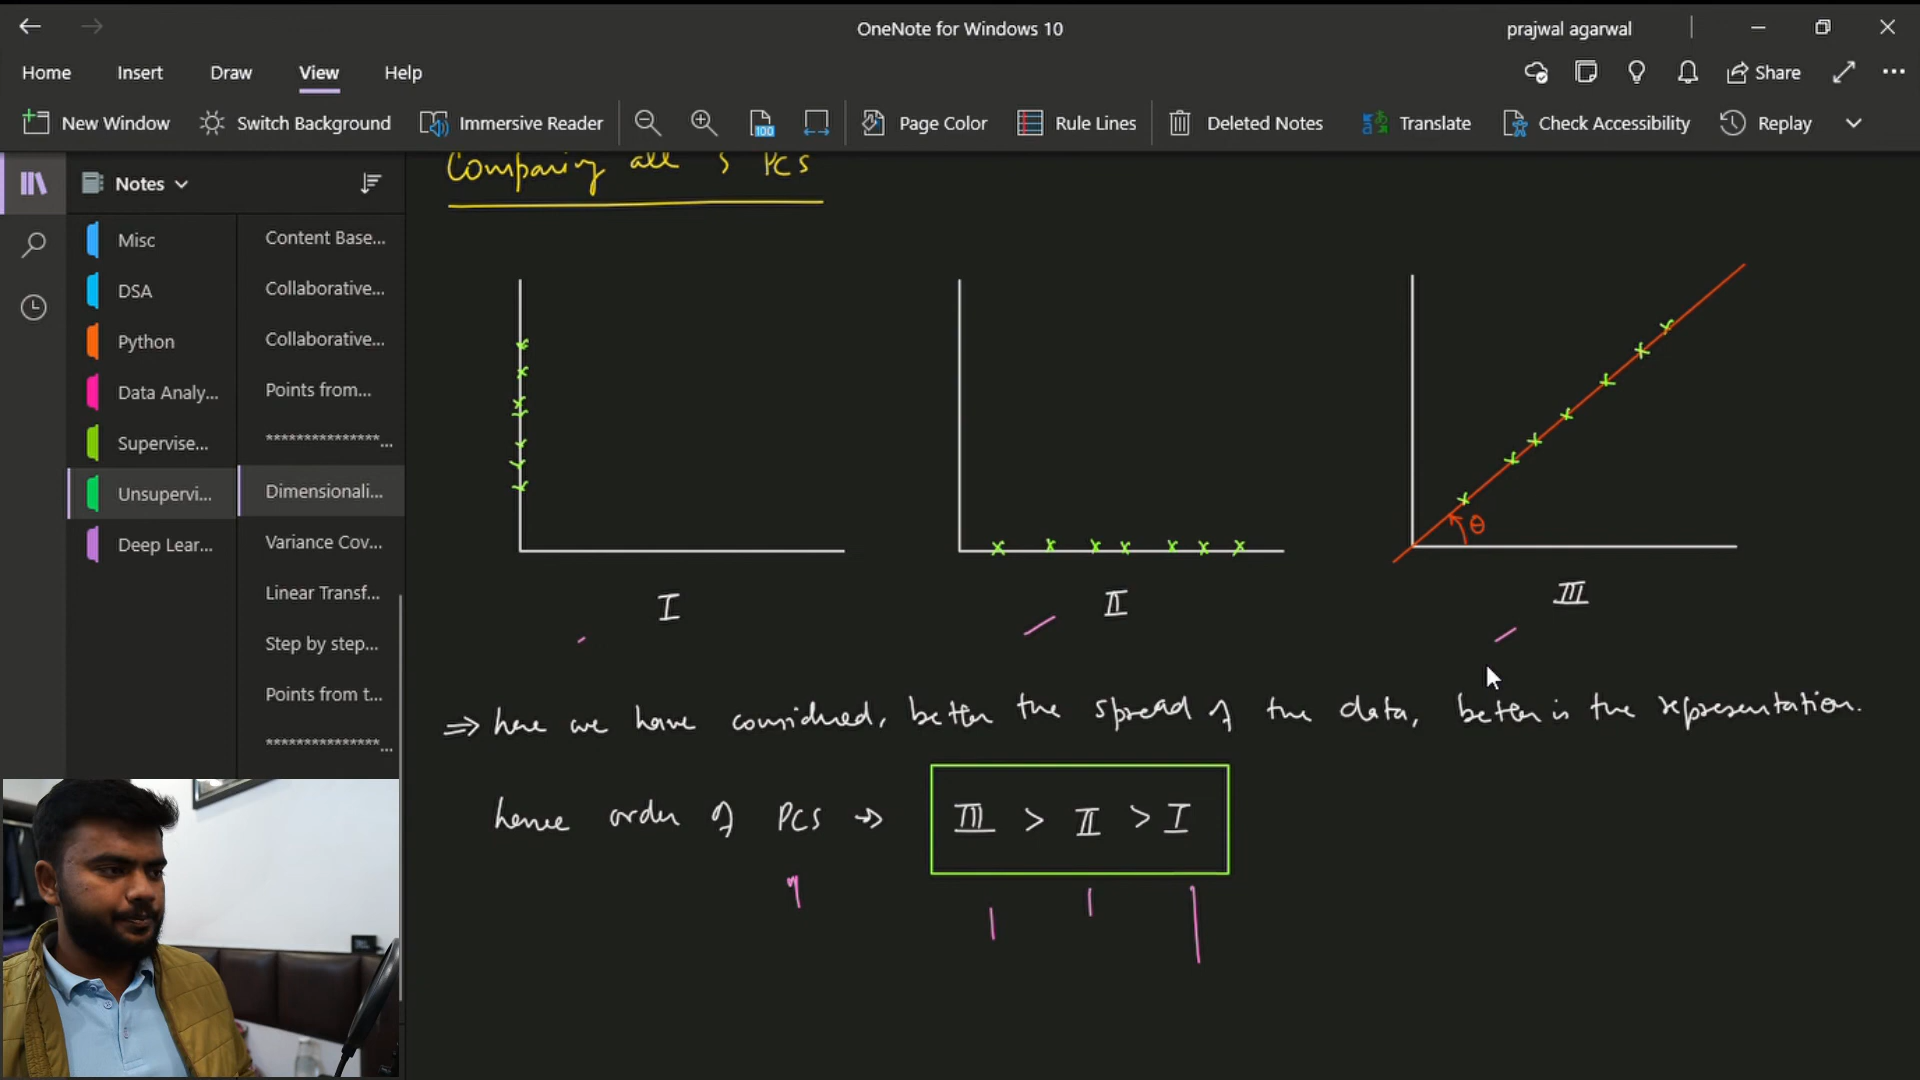 OneNote for Windows 10
prajwal agarwal
Home Insert Draw View Help
Share
New Window Switch Background Immersive Reader 100 Page Color Rule Lines Deleted Notes Translate Check Accessibility Replay
Notes
Misc
DSA
Python
Data Analy...
Supervise...
Unsupervi...
Deep Lear...
Content Base...
Collaborative...
Collaborative...
Points from...
***************...
Dimensionali...
Variance Cov...
Linear Transf...
Step by step...
Points from t...
***************...
Comparing all 3 PCs
θ
I
II
III
⇒ here we have considered, better the spread of the data, better is the representation.
hence order of PCs → III > II > I